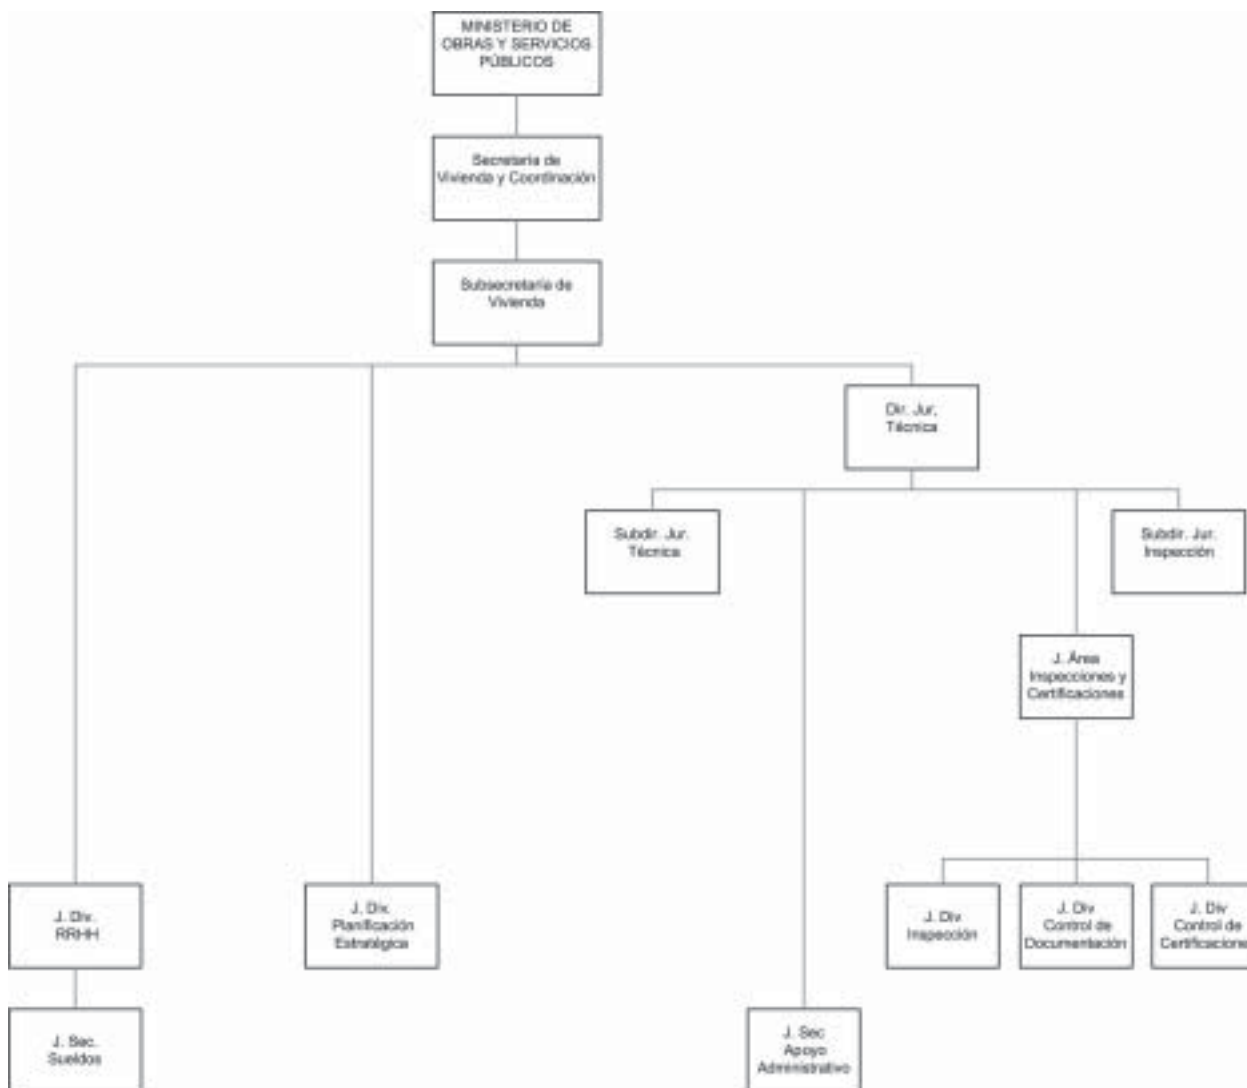 MINISTERIO DE
OBRAS Y SERVICIOS
PÚBLICOS
Secretaría de
Vivienda y Coordinación
Subsecretaría de
Vivienda
Dir. Jur,
Técnica
Subdir. Jur.
Técnica
Subdir. Jur.
Inspección
J. Área
Inspecciones y
Certificaciones
J. Div.
RRHH
J. Div.
Planificación
Estratégica
J. Div
Inspección
J. Div
Control de
Documentación
J. Div
Control de
Certificacione
J. Sec.
Sueldos
J. Sec
Apoyo
Administrativo